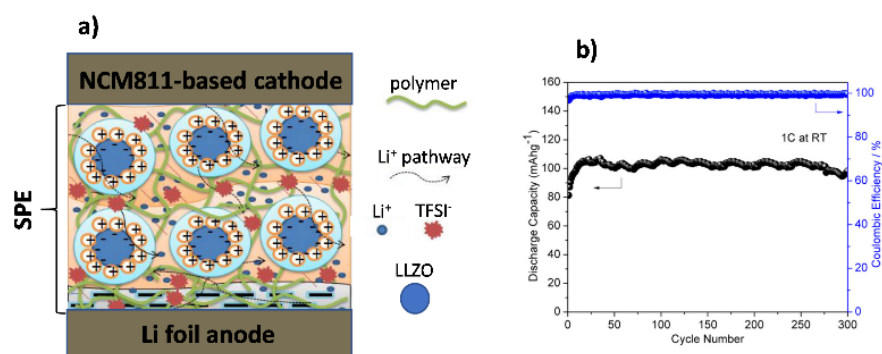 a)
NCM811-based cathode
SPE
Li foil anode
polymer
Li⁺ pathway
Li⁺ TFSI⁻
LLZO
b)
160
150
140
120
100
80
60
40
20
0
Discharge Capacity (mAhg⁻¹)
0 50 100 150 200 250 300
Cycle Number
1C at RT
100
80
60
40
20
0
Coulombic Efficiency / %